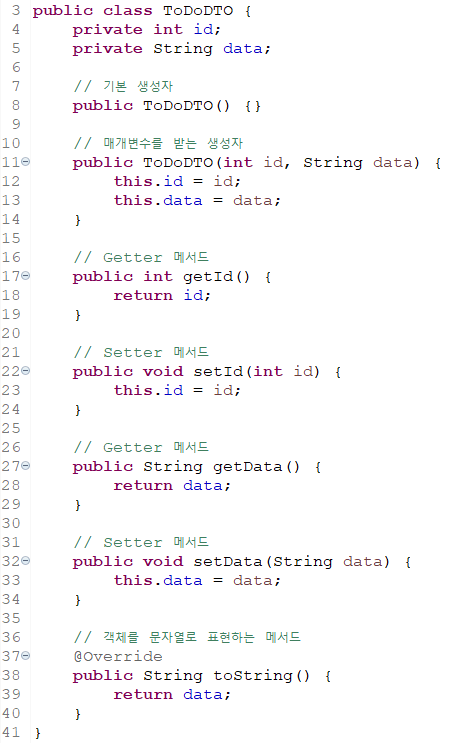 3 public class ToDoDTO {
4     private int id;
5     private String data;
6
7     // 기본 생성자
8     public ToDoDTO() {}
9
10     // 매개변수를 받는 생성자
11     public ToDoDTO(int id, String data) {
12         this.id = id;
13         this.data = data;
14     }
15
16     // Getter 메서드
17     public int getId() {
18         return id;
19     }
20
21     // Setter 메서드
22     public void setId(int id) {
23         this.id = id;
24     }
25
26     // Getter 메서드
27     public String getData() {
28         return data;
29     }
30
31     // Setter 메서드
32     public void setData(String data) {
33         this.data = data;
34     }
35
36     // 객체를 문자열로 표현하는 메서드
37     @Override
38     public String toString() {
39         return data;
40     }
41 }